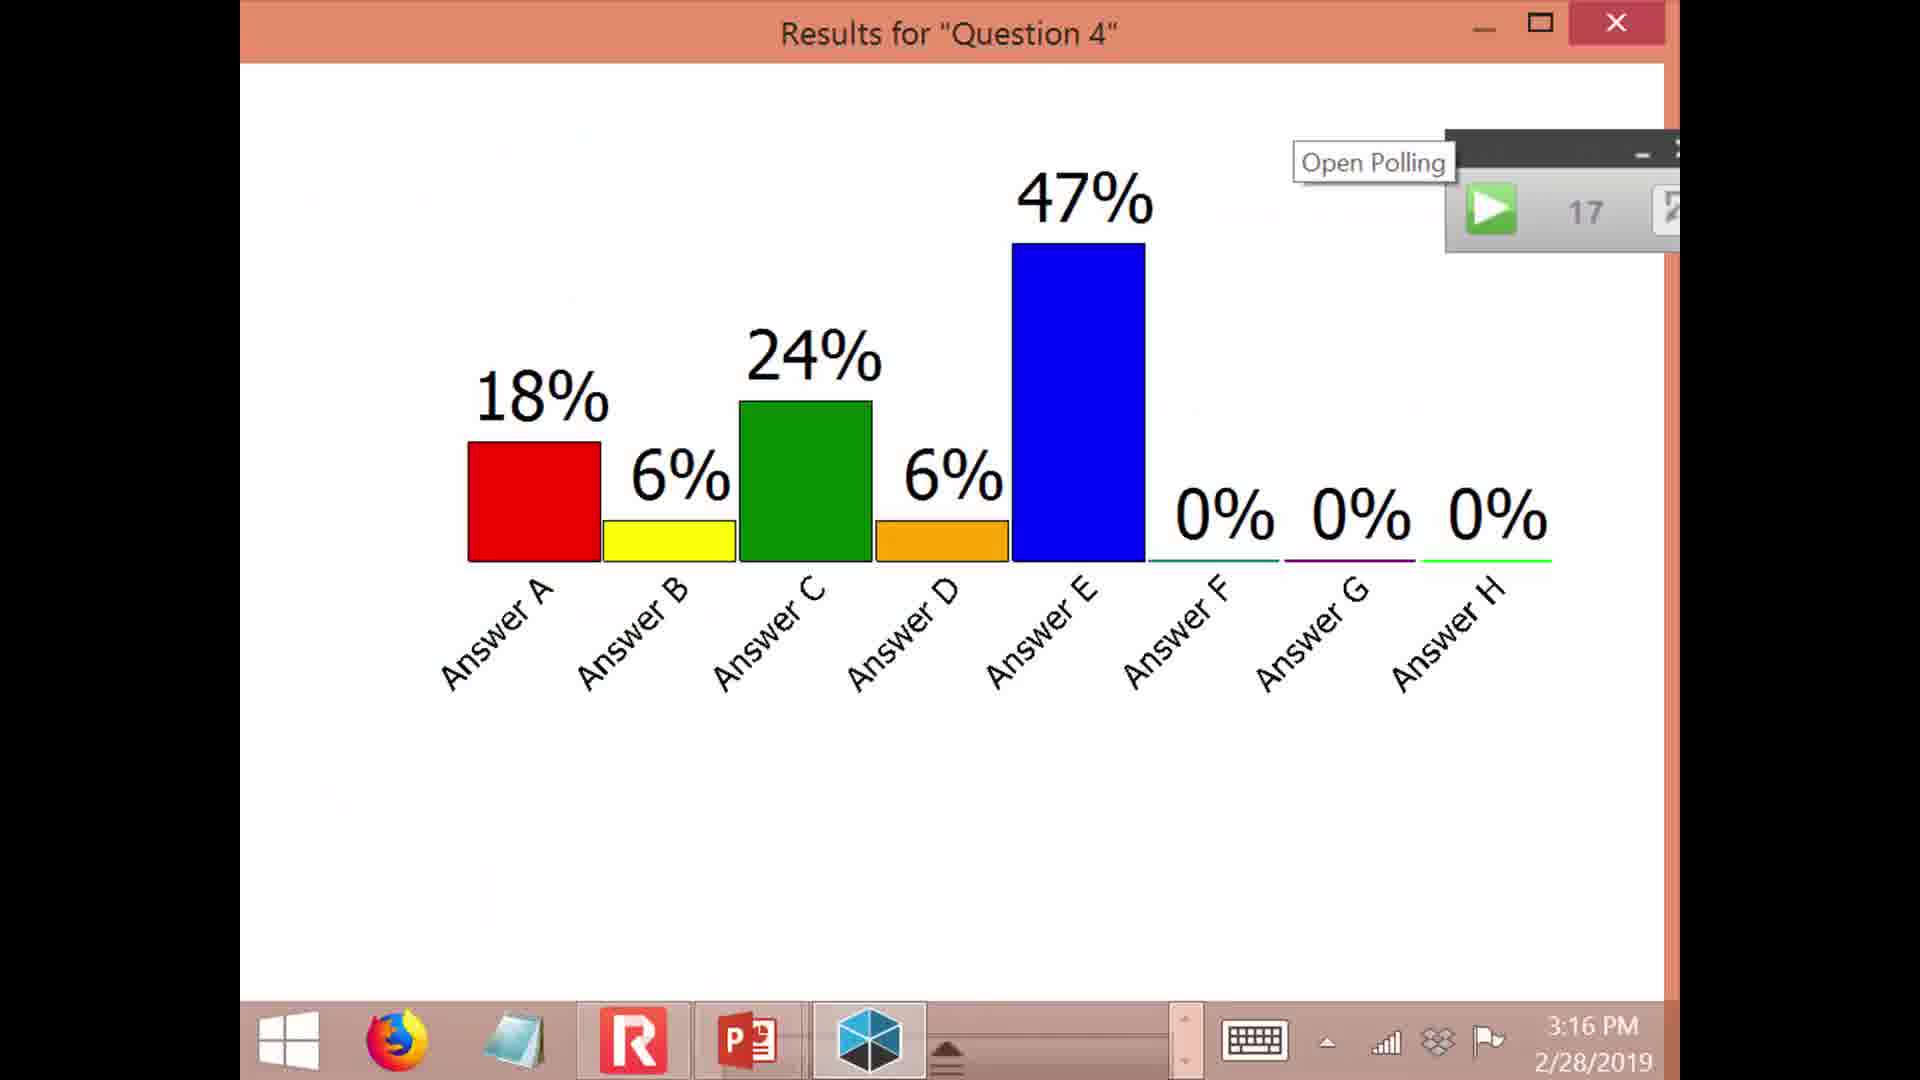 Results for "Question 4"
Open Polling
17
47%
24%
18%
6%
6%
0%
0%
0%
Answer A
Answer B
Answer C
Answer D
Answer E
Answer F
Answer G
Answer H
3:16 PM
2/28/2019